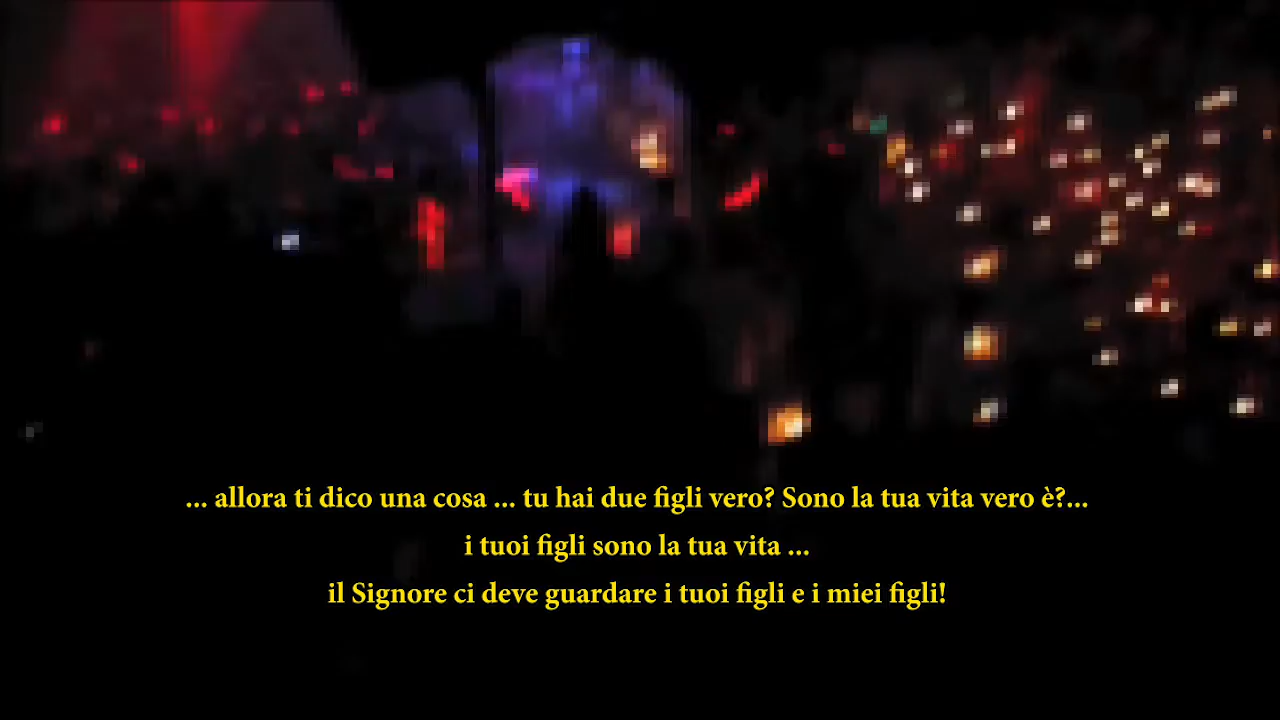 ... allora ti dico una cosa ... tu hai due figli vero? Sono la tua vita vero è?...
i tuoi figli sono la tua vita ...
il Signore ci deve guardare i tuoi figli e i miei figli!